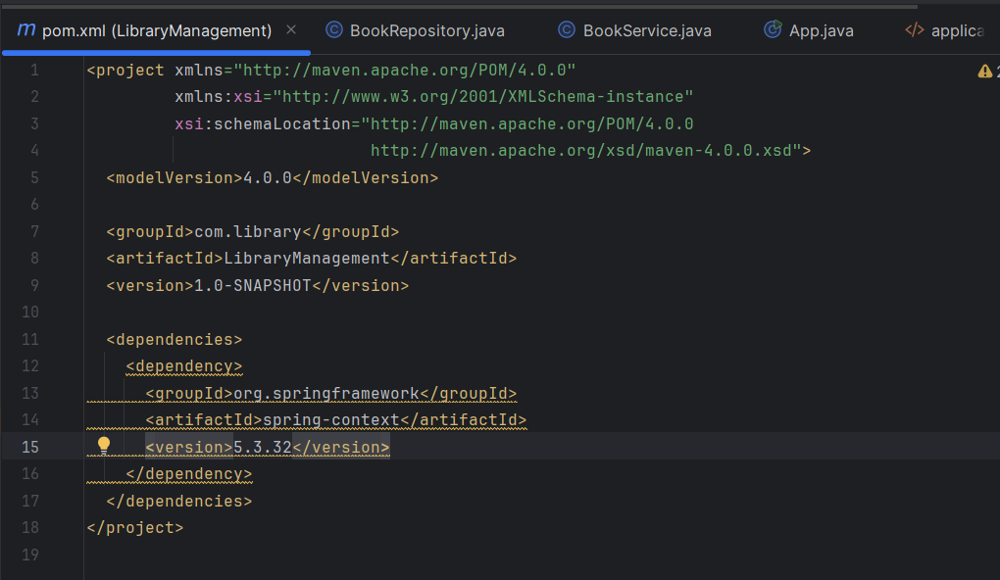 m pom.xml (LibraryManagement) × C BookRepository.java C BookService.java C App.java </> applica
1 <project xmlns="http://maven.apache.org/POM/4.0.0" 2
2 xmlns:xsi="http://www.w3.org/2001/XMLSchema-instance"
3 xsi:schemaLocation="http://maven.apache.org/POM/4.0.0
4 http://maven.apache.org/xsd/maven-4.0.0.xsd">
5 <modelVersion>4.0.0</modelVersion>
6
7 <groupId>com.library</groupId>
8 <artifactId>LibraryManagement</artifactId>
9 <version>1.0-SNAPSHOT</version>
10
11 <dependencies>
12 <dependency>
13 <groupId>org.springframework</groupId>
14 <artifactId>spring-context</artifactId>
15 <version>5.3.32</version>
16 </dependency>
17 </dependencies>
18 </project>
19